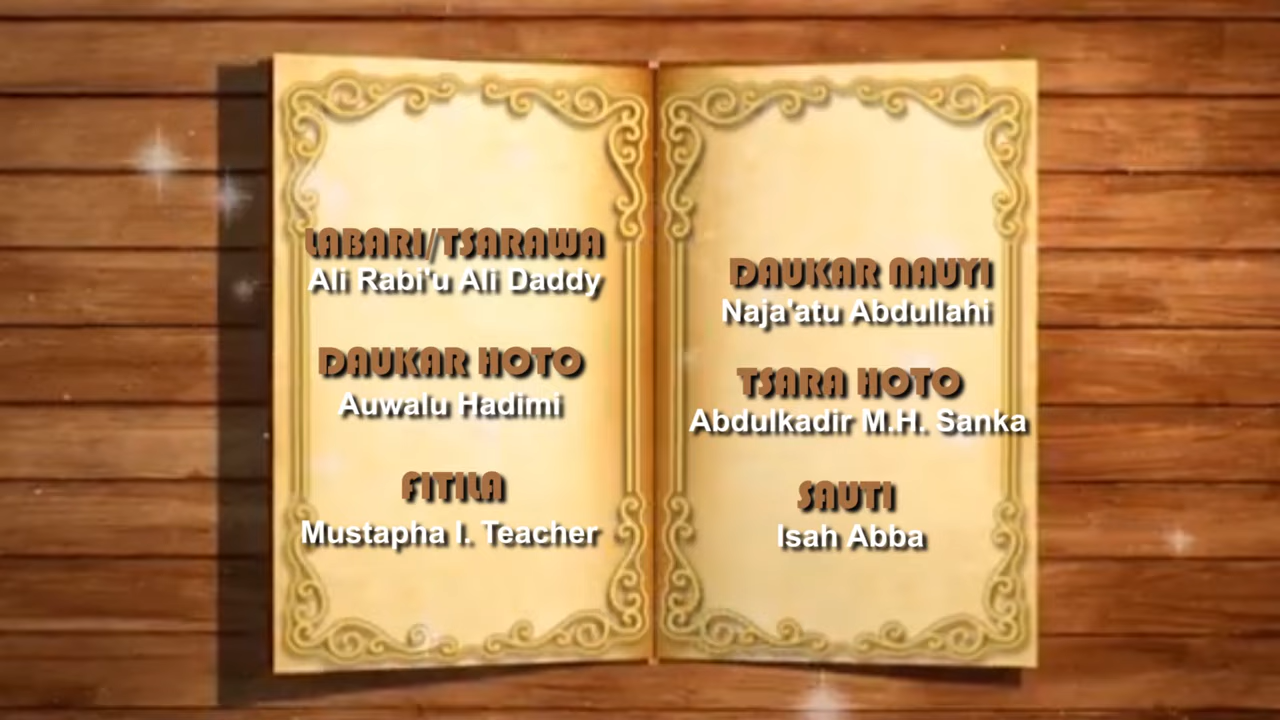 LABARI/TSARAWA
Ali Rabi'u Ali Daddy
DAUKAR HOTO
Auwalu Hadimi
FITILA
Mustapha I. Teacher
DAUKAR NAUYI
Naja'atu Abdullahi
TSARA HOTO
Abdulkadir M.H. Sanka
SAUTI
Isah Abba